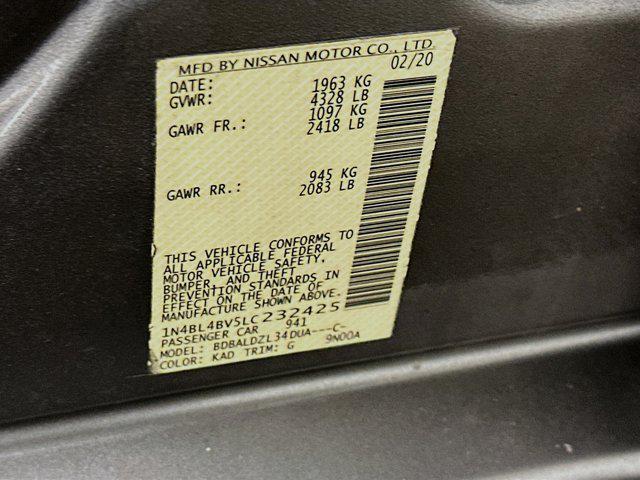 MFD BY NISSAN MOTOR CO., LTD.
DATE: 02/20
GVWR: 1963 KG
4328 LB
GAWR FR.: 1097 KG
2418 LB
GAWR RR.: 945 KG
2083 LB
THIS VEHICLE CONFORMS TO
ALL APPLICABLE FEDERAL
MOTOR VEHICLE SAFETY,
BUMPER, AND THEFT
PREVENTION STANDARDS IN
EFFECT ON THE DATE OF
MANUFACTURE SHOWN ABOVE.
1N4BL4BV5LC232425
PASSENGER CAR 941
MODEL: BDBALDZL34DUA---C-
COLOR: KAD TRIM: G 9N00A